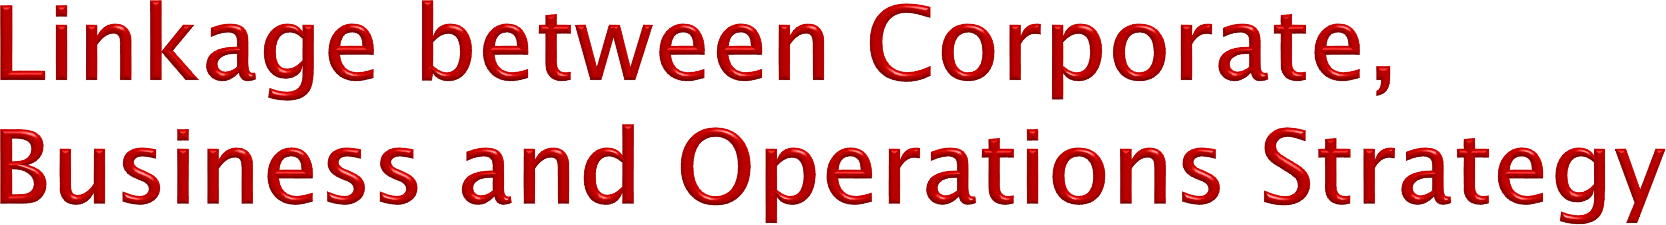 Linkage between Corporate,
Business and Operations Strategy